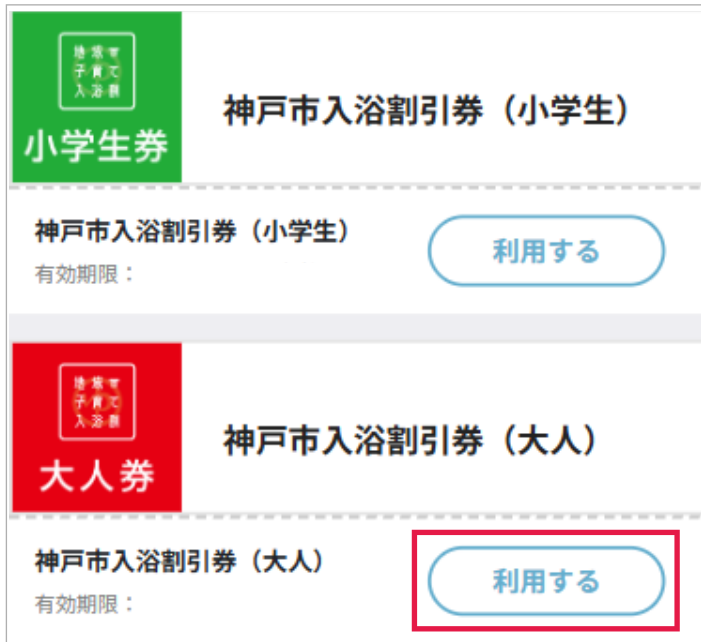 小学生券
神戸市入浴割引券（小学生）
神戸市入浴割引券（小学生）
有効期限：
利用する
大人券
神戸市入浴割引券（大人）
神戸市入浴割引券（大人）
有効期限：
利用する